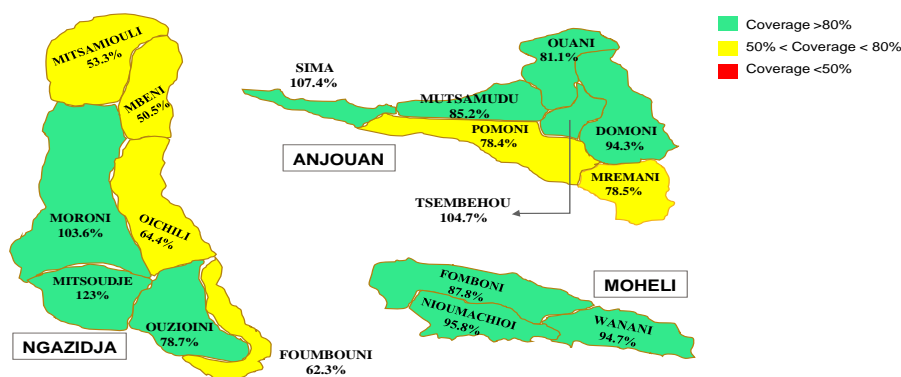 MITSAMIOULI
53.3%
MBENI
50.5%
MORONI
103.6%
OICHILI
64.4%
MITSOUDJE
123%
OUZIOINI
78.7%
NGAZIDJA
FOUMBOUNI
62.3%
SIMA
107.4%
MUTSAMUDU
85.2%
OUANI
81.1%
POMONI
78.4%
DOMONI
94.3%
ANJOUAN
MREMANI
78.5%
TSEMBEHOU
104.7%
FOMBONI
87.8%
MOHELI
NIOUMACHIOI
95.8%
WANANI
94.7%
Coverage >80%
50% < Coverage < 80%
Coverage <50%